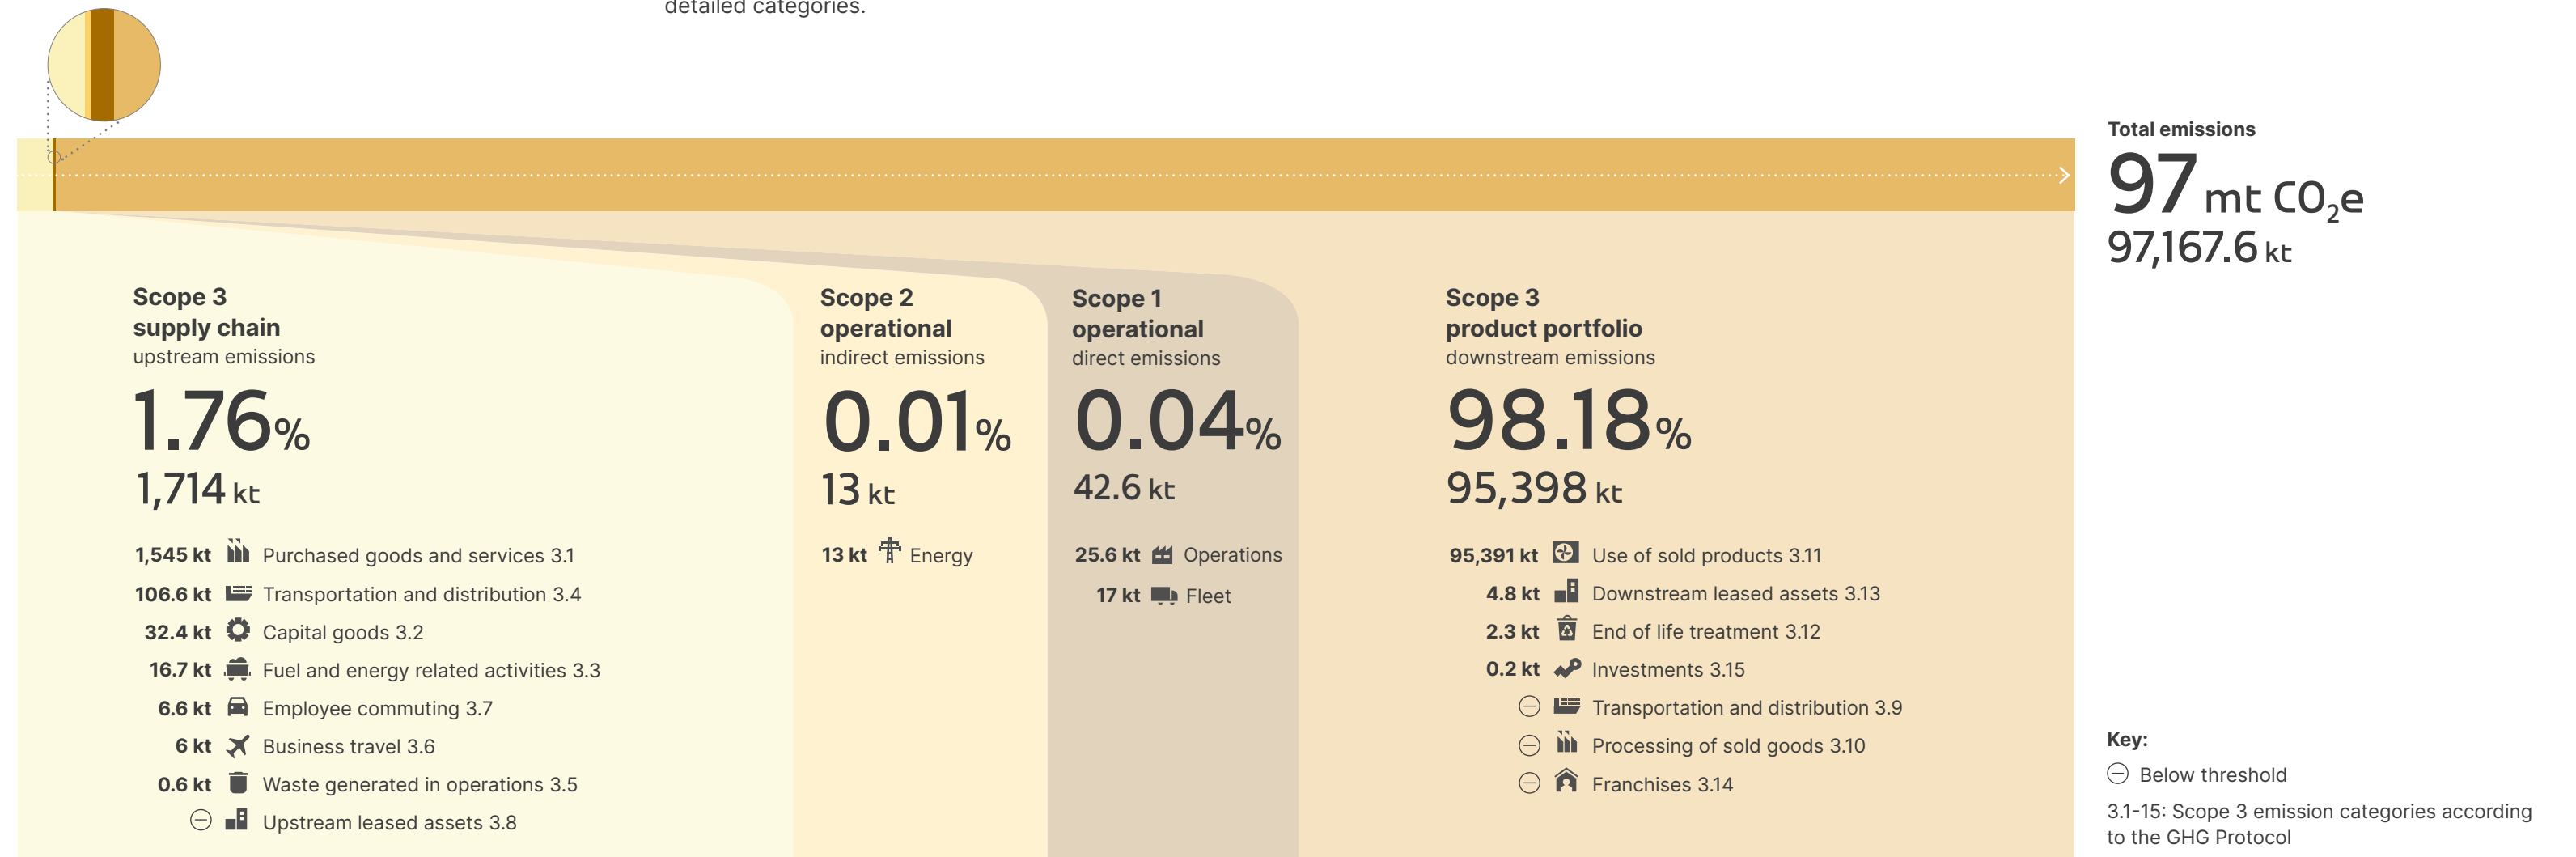 detailed categories.
Total emissions
97 mt CO₂e
97,167.6 kt
Scope 3
supply chain
upstream emissions
1.76%
1,714 kt
1,545 kt Purchased goods and services 3.1
106.6 kt Transportation and distribution 3.4
32.4 kt Capital goods 3.2
16.7 kt Fuel and energy related activities 3.3
6.6 kt Employee commuting 3.7
6 kt Business travel 3.6
0.6 kt Waste generated in operations 3.5
Upstream leased assets 3.8
Scope 2
operational
indirect emissions
0.01%
13 kt
13 kt Energy
Scope 1
operational
direct emissions
0.04%
42.6 kt
25.6 kt Operations
17 kt Fleet
Scope 3
product portfolio
downstream emissions
98.18%
95,398 kt
95,391 kt Use of sold products 3.11
4.8 kt Downstream leased assets 3.13
2.3 kt End of life treatment 3.12
0.2 kt Investments 3.15
Transportation and distribution 3.9
Processing of sold goods 3.10
Franchises 3.14
Key:
Below threshold
3.1-15: Scope 3 emission categories according
to the GHG Protocol